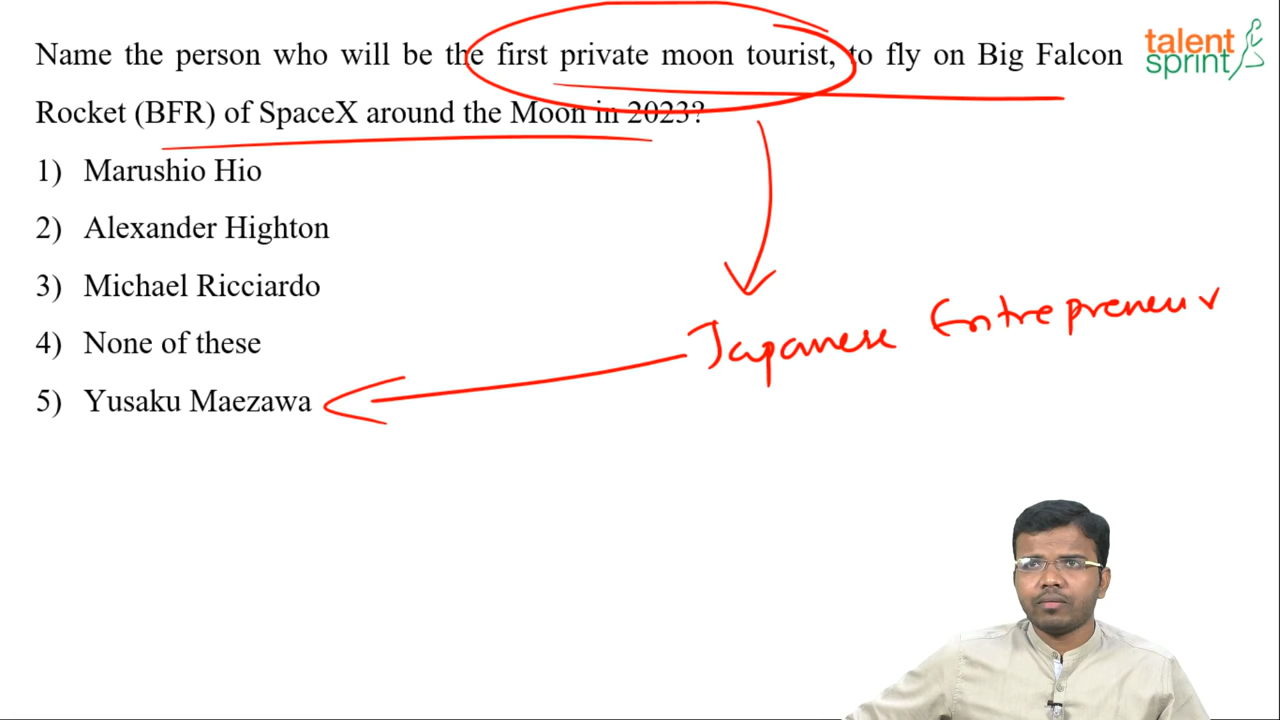 Name the person who will be the first private moon tourist, to fly on Big Falcon
Rocket (BFR) of SpaceX around the Moon in 2023?
1) Marushio Hio
2) Alexander Highton
3) Michael Ricciardo
4) None of these
5) Yusaku Maezawa
Japanese Entrepreneur
talent
sprint